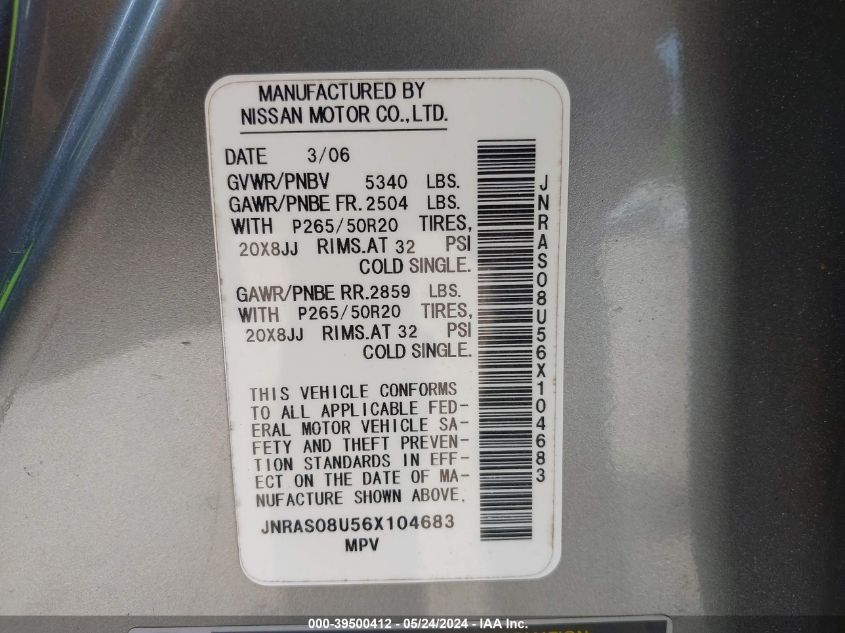 MANUFACTURED BY
NISSAN MOTOR CO.,LTD.
DATE 3/06
GVWR/PNBV 5340 LBS.
GAWR/PNBE FR. 2504 LBS.
WITH P265/50R20 TIRES,
20X8JJ RIMS.AT 32 PSI
COLD SINGLE.
GAWR/PNBE RR. 2859 LBS.
WITH P265/50R20 TIRES,
20X8JJ RIMS.AT 32 PSI
COLD SINGLE.
THIS VEHICLE CONFORMS
TO ALL APPLICABLE FED-
ERAL MOTOR VEHICLE SA-
FETY AND THEFT PREVEN-
TION STANDARDS IN EFF-
ECT ON THE DATE OF MA-
NUFACTURE SHOWN ABOVE.
JNRAS08U56X104683
MPV
JNRAS08U56X104683
000-39500412 - 05/24/2024 - IAA Inc.